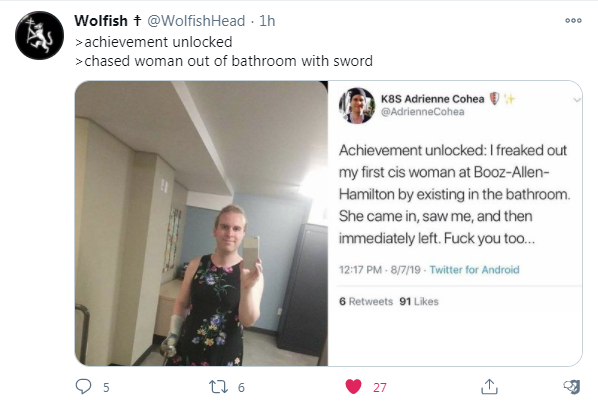 Wolfish ✝ @WolfishHead · 1h
>achievement unlocked
>chased woman out of bathroom with sword
K8S Adrienne Cohea
@AdrienneCohea
Achievement unlocked: I freaked out
my first cis woman at Booz-Allen-
Hamilton by existing in the bathroom.
She came in, saw me, and then
immediately left. Fuck you too...
12:17 PM · 8/7/19 · Twitter for Android
6 Retweets 91 Likes
5 6 27